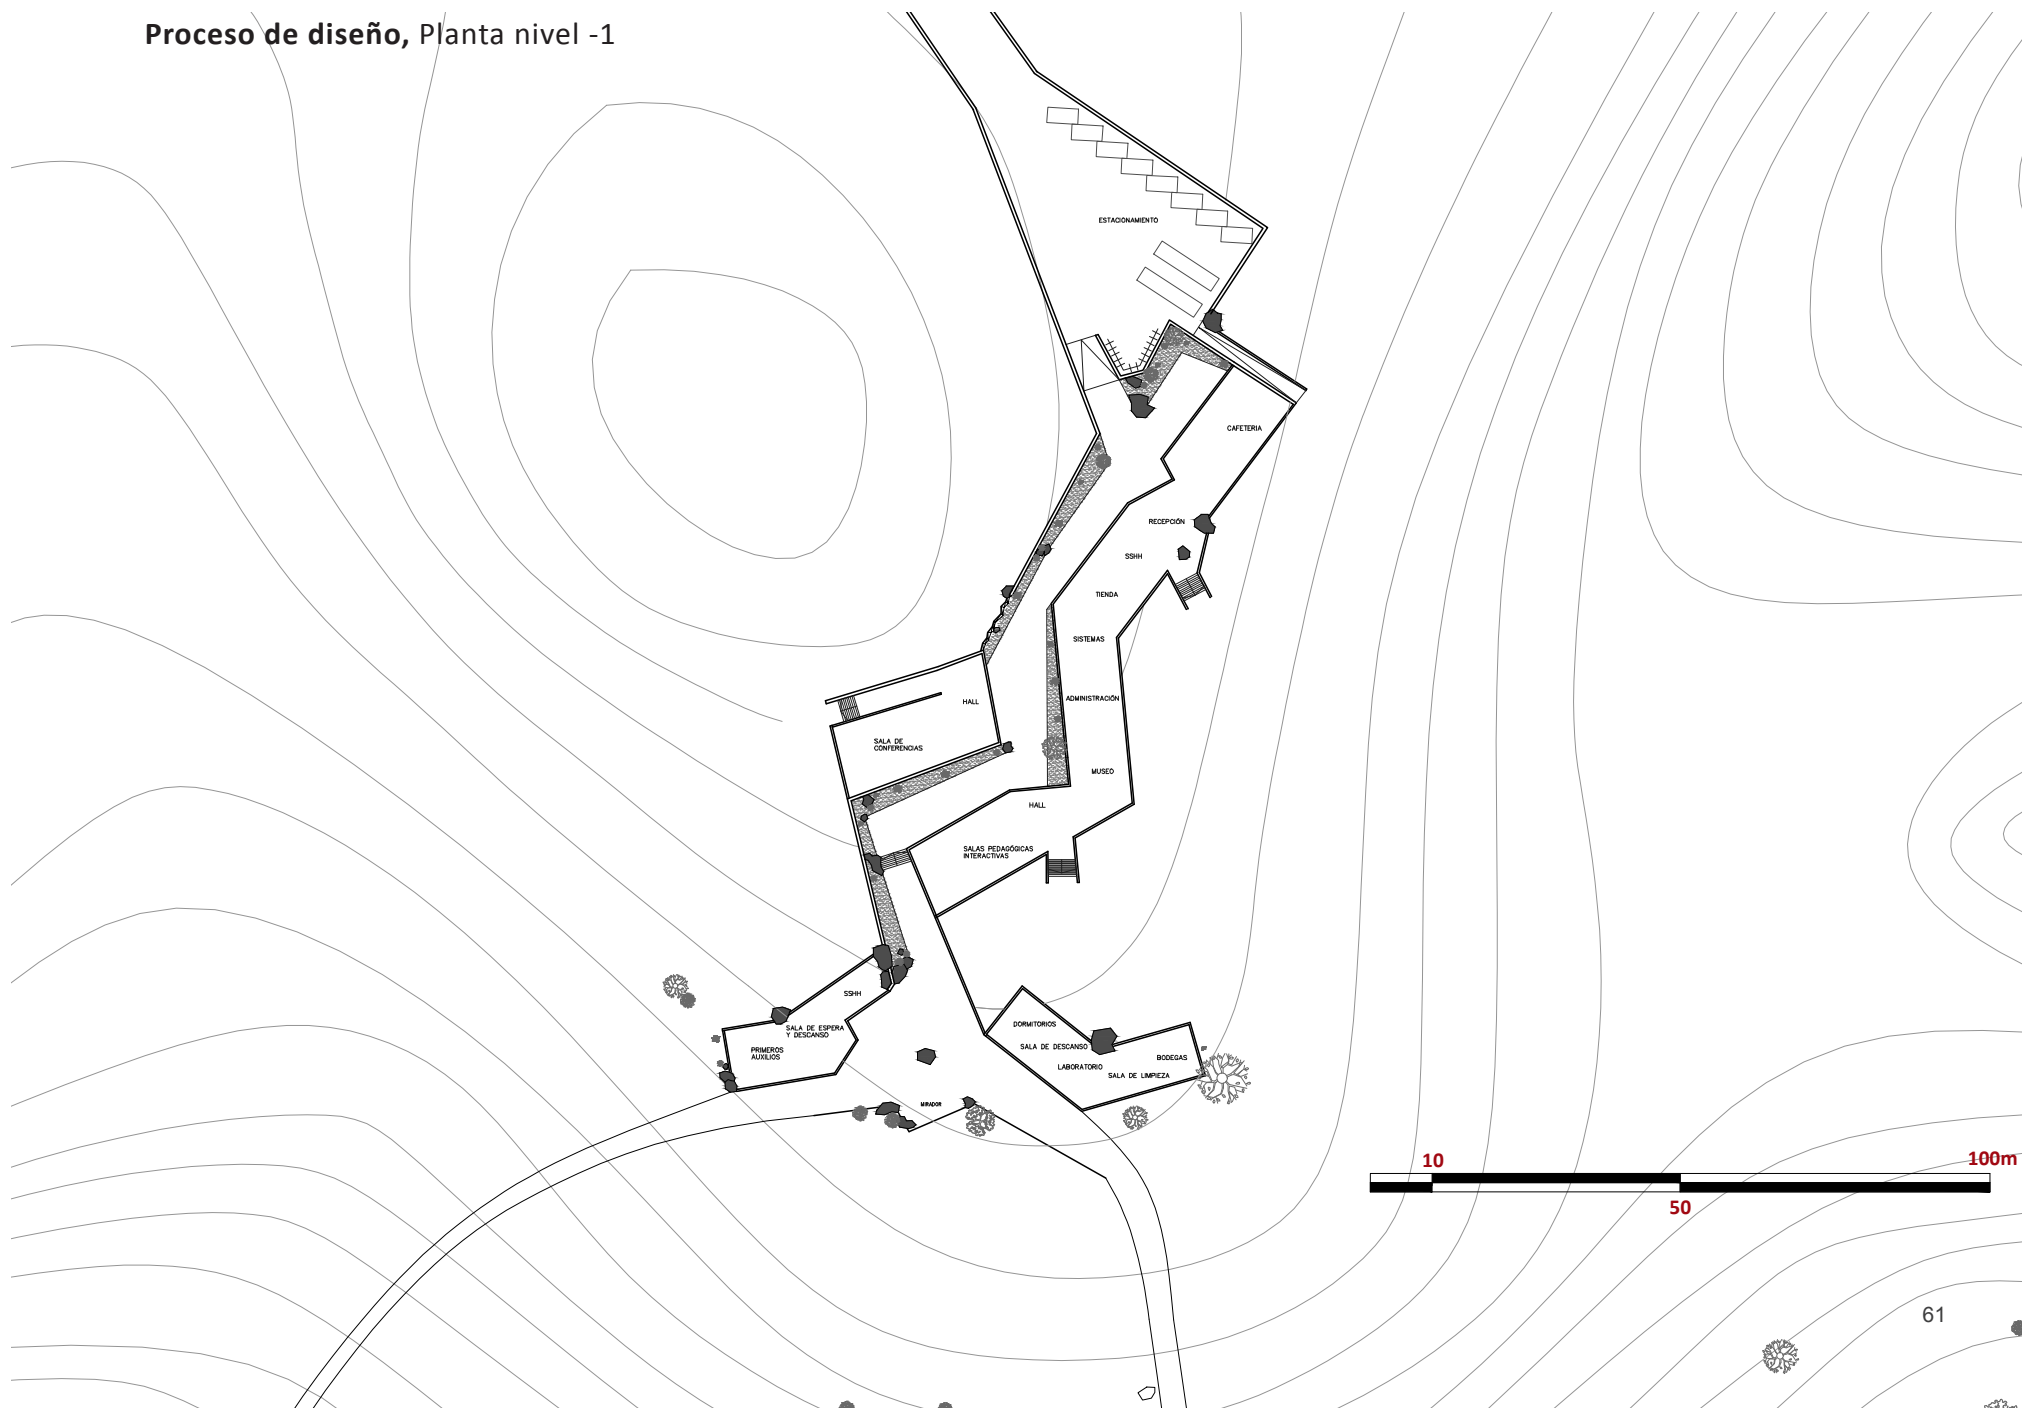 Proceso de diseño, Planta nivel -1
ESTACIONAMIENTO
CAFETERIA
RECEPCIÓN
SSHH
TIENDA
SISTEMAS
ADMINISTRACIÓN
HALL
SALA DE
CONFERENCIAS
MUSEO
HALL
SALAS PEDAGÓGICAS
INTERACTIVAS
SSHH
SALA DE ESPERA
Y DESCANSO
PRIMEROS
AUXILIOS
DORMITORIOS
SALA DE DESCANSO
BODEGAS
LABORATORIO
SALA DE LIMPIEZA
MIRADOR
10
100m
50
61